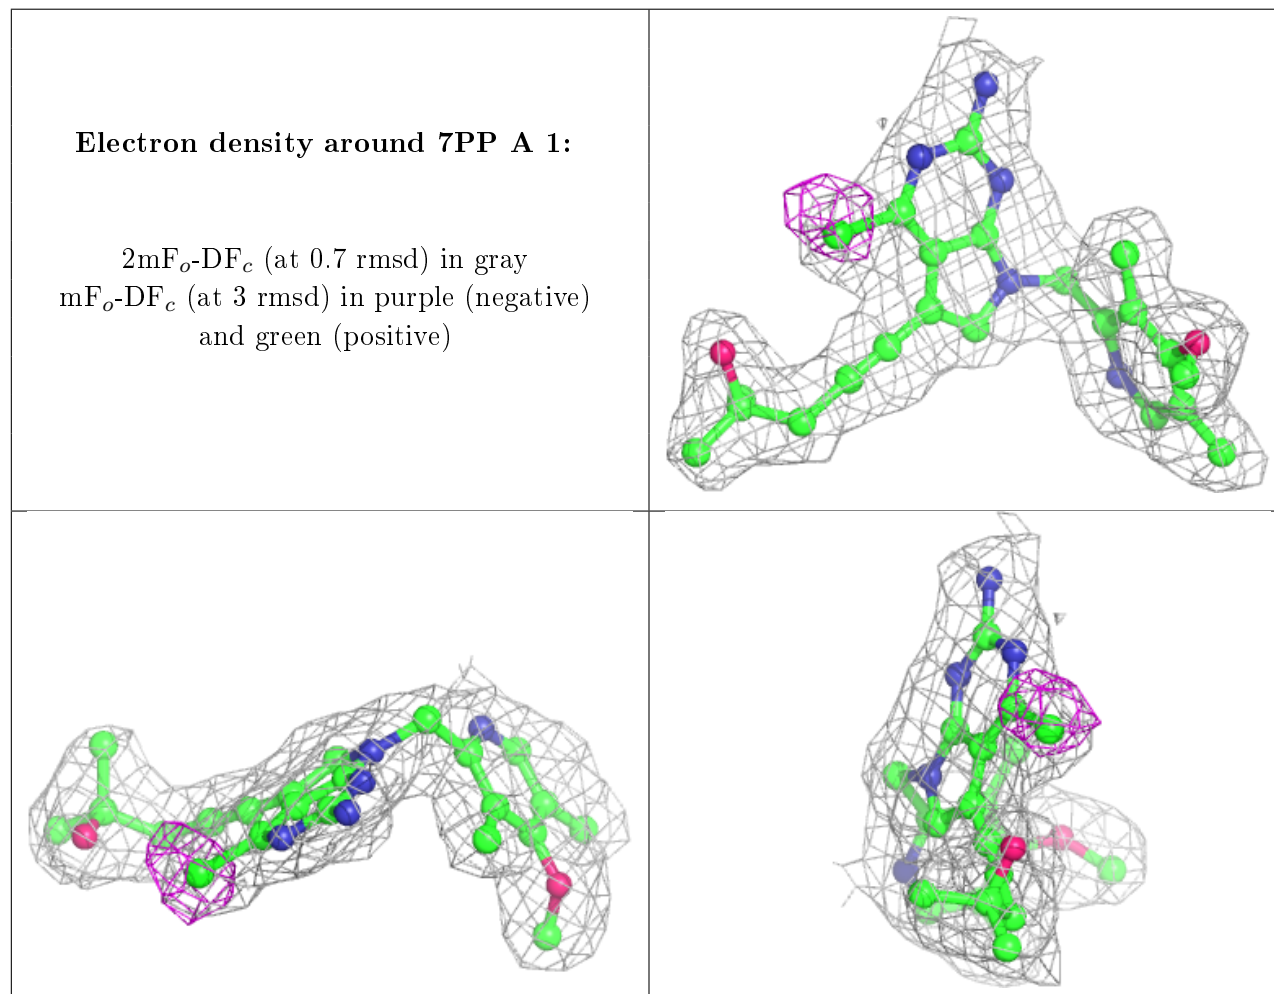 Electron density around 7PP A 1:
2mFo-DFc (at 0.7 rmsd) in gray
mFo-DFc (at 3 rmsd) in purple (negative)
and green (positive)